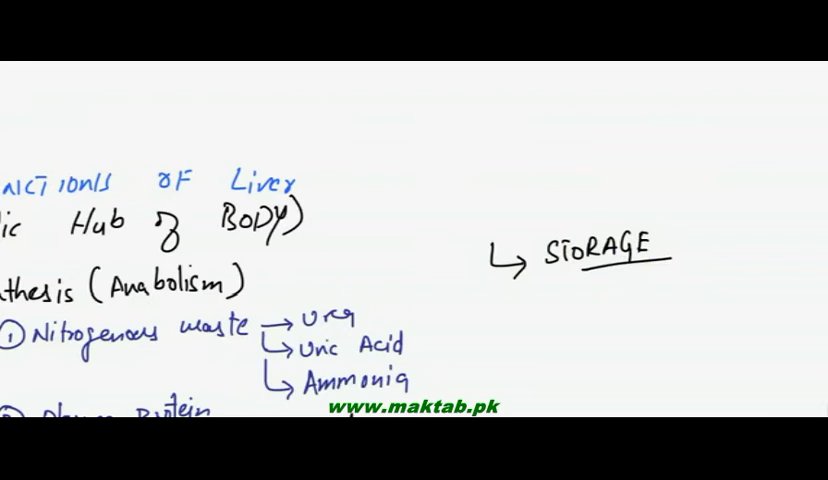 NCTIONS OF Liver
ic Hub of BODY)
thesis (Anabolism)
① Nitrogenous waste → Urea
↳ Uric Acid
↳ Ammonia
Protein
↳ STORAGE
www.maktab.pk